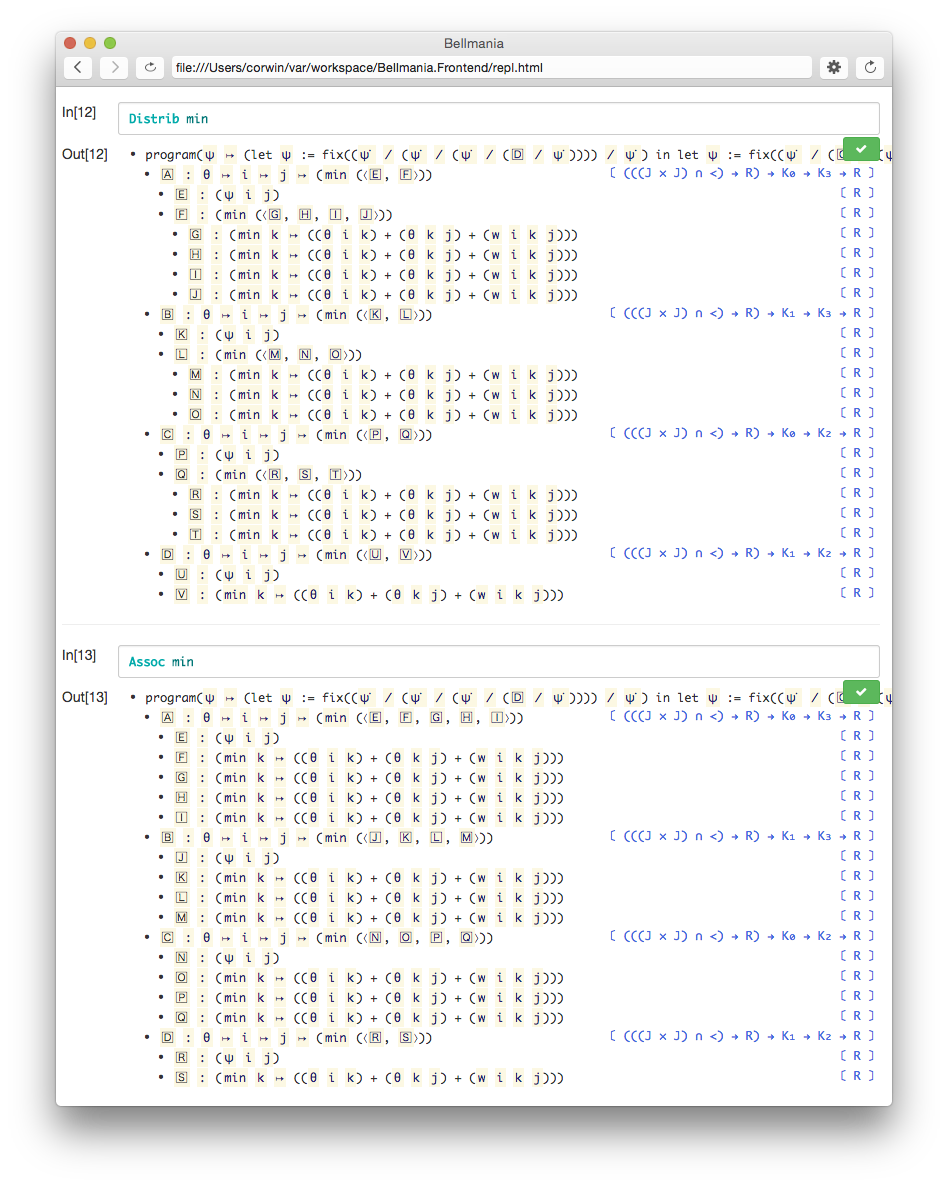 Bellmania
file:///Users/corwin/var/workspace/Bellmania.Frontend/repl.html
In[12]
Distrib min
Out[12]
• program(ψ ↦ (let ψ := fix((ψ̇ / (ψ̇ / (ψ̇ / (🄳 / ψ̇)))) / ψ̇) in let ψ := fix((ψ̇ / (
• 🄰 : θ ↦ i ↦ j ↦ (min (⟨🄴, 🄵⟩)) 〔 (((J × J) ∩ <) → R) → K₀ → K₃ → R 〕
• 🄴 : (ψ i j) 〔 R 〕
• 🄵 : (min (⟨🄶, 🄷, 🄸, 🄹⟩)) 〔 R 〕
• 🄶 : (min k ↦ ((θ i k) + (θ k j) + (w i k j))) 〔 R 〕
• 🄷 : (min k ↦ ((θ i k) + (θ k j) + (w i k j))) 〔 R 〕
• 🄸 : (min k ↦ ((θ i k) + (θ k j) + (w i k j))) 〔 R 〕
• 🄹 : (min k ↦ ((θ i k) + (θ k j) + (w i k j))) 〔 R 〕
• 🄱 : θ ↦ i ↦ j ↦ (min (⟨🄺, 🄻⟩)) 〔 (((J × J) ∩ <) → R) → K₁ → K₃ → R 〕
• 🄺 : (ψ i j) 〔 R 〕
• 🄻 : (min (⟨🄼, 🄽, 🄾⟩)) 〔 R 〕
• 🄼 : (min k ↦ ((θ i k) + (θ k j) + (w i k j))) 〔 R 〕
• 🄽 : (min k ↦ ((θ i k) + (θ k j) + (w i k j))) 〔 R 〕
• 🄾 : (min k ↦ ((θ i k) + (θ k j) + (w i k j))) 〔 R 〕
• 🄲 : θ ↦ i ↦ j ↦ (min (⟨🄿, 🅀⟩)) 〔 (((J × J) ∩ <) → R) → K₀ → K₂ → R 〕
• 🄿 : (ψ i j) 〔 R 〕
• 🅀 : (min (⟨🅁, 🅂, 🅃⟩)) 〔 R 〕
• 🅁 : (min k ↦ ((θ i k) + (θ k j) + (w i k j))) 〔 R 〕
• 🅂 : (min k ↦ ((θ i k) + (θ k j) + (w i k j))) 〔 R 〕
• 🅃 : (min k ↦ ((θ i k) + (θ k j) + (w i k j))) 〔 R 〕
• 🄳 : θ ↦ i ↦ j ↦ (min (⟨🅄, 🅅⟩)) 〔 (((J × J) ∩ <) → R) → K₁ → K₂ → R 〕
• 🅄 : (ψ i j) 〔 R 〕
• 🅅 : (min k ↦ ((θ i k) + (θ k j) + (w i k j))) 〔 R 〕
In[13]
Assoc min
Out[13]
• program(ψ ↦ (let ψ := fix((ψ̇ / (ψ̇ / (ψ̇ / (🄳 / ψ̇)))) / ψ̇) in let ψ := fix((ψ̇ / (
• 🄰 : θ ↦ i ↦ j ↦ (min (⟨🄴, 🄵, 🄶, 🄷, 🄸⟩)) 〔 (((J × J) ∩ <) → R) → K₀ → K₃ → R 〕
• 🄴 : (ψ i j) 〔 R 〕
• 🄵 : (min k ↦ ((θ i k) + (θ k j) + (w i k j))) 〔 R 〕
• 🄶 : (min k ↦ ((θ i k) + (θ k j) + (w i k j))) 〔 R 〕
• 🄷 : (min k ↦ ((θ i k) + (θ k j) + (w i k j))) 〔 R 〕
• 🄸 : (min k ↦ ((θ i k) + (θ k j) + (w i k j))) 〔 R 〕
• 🄱 : θ ↦ i ↦ j ↦ (min (⟨🄹, 🄺, 🄻, 🄼⟩)) 〔 (((J × J) ∩ <) → R) → K₁ → K₃ → R 〕
• 🄹 : (ψ i j) 〔 R 〕
• 🄺 : (min k ↦ ((θ i k) + (θ k j) + (w i k j))) 〔 R 〕
• 🄻 : (min k ↦ ((θ i k) + (θ k j) + (w i k j))) 〔 R 〕
• 🄼 : (min k ↦ ((θ i k) + (θ k j) + (w i k j))) 〔 R 〕
• 🄲 : θ ↦ i ↦ j ↦ (min (⟨🄽, 🄾, 🄿, 🅀⟩)) 〔 (((J × J) ∩ <) → R) → K₀ → K₂ → R 〕
• 🄽 : (ψ i j) 〔 R 〕
• 🄾 : (min k ↦ ((θ i k) + (θ k j) + (w i k j))) 〔 R 〕
• 🄿 : (min k ↦ ((θ i k) + (θ k j) + (w i k j))) 〔 R 〕
• 🅀 : (min k ↦ ((θ i k) + (θ k j) + (w i k j))) 〔 R 〕
• 🄳 : θ ↦ i ↦ j ↦ (min (⟨🅁, 🅂⟩)) 〔 (((J × J) ∩ <) → R) → K₁ → K₂ → R 〕
• 🅁 : (ψ i j) 〔 R 〕
• 🅂 : (min k ↦ ((θ i k) + (θ k j) + (w i k j))) 〔 R 〕